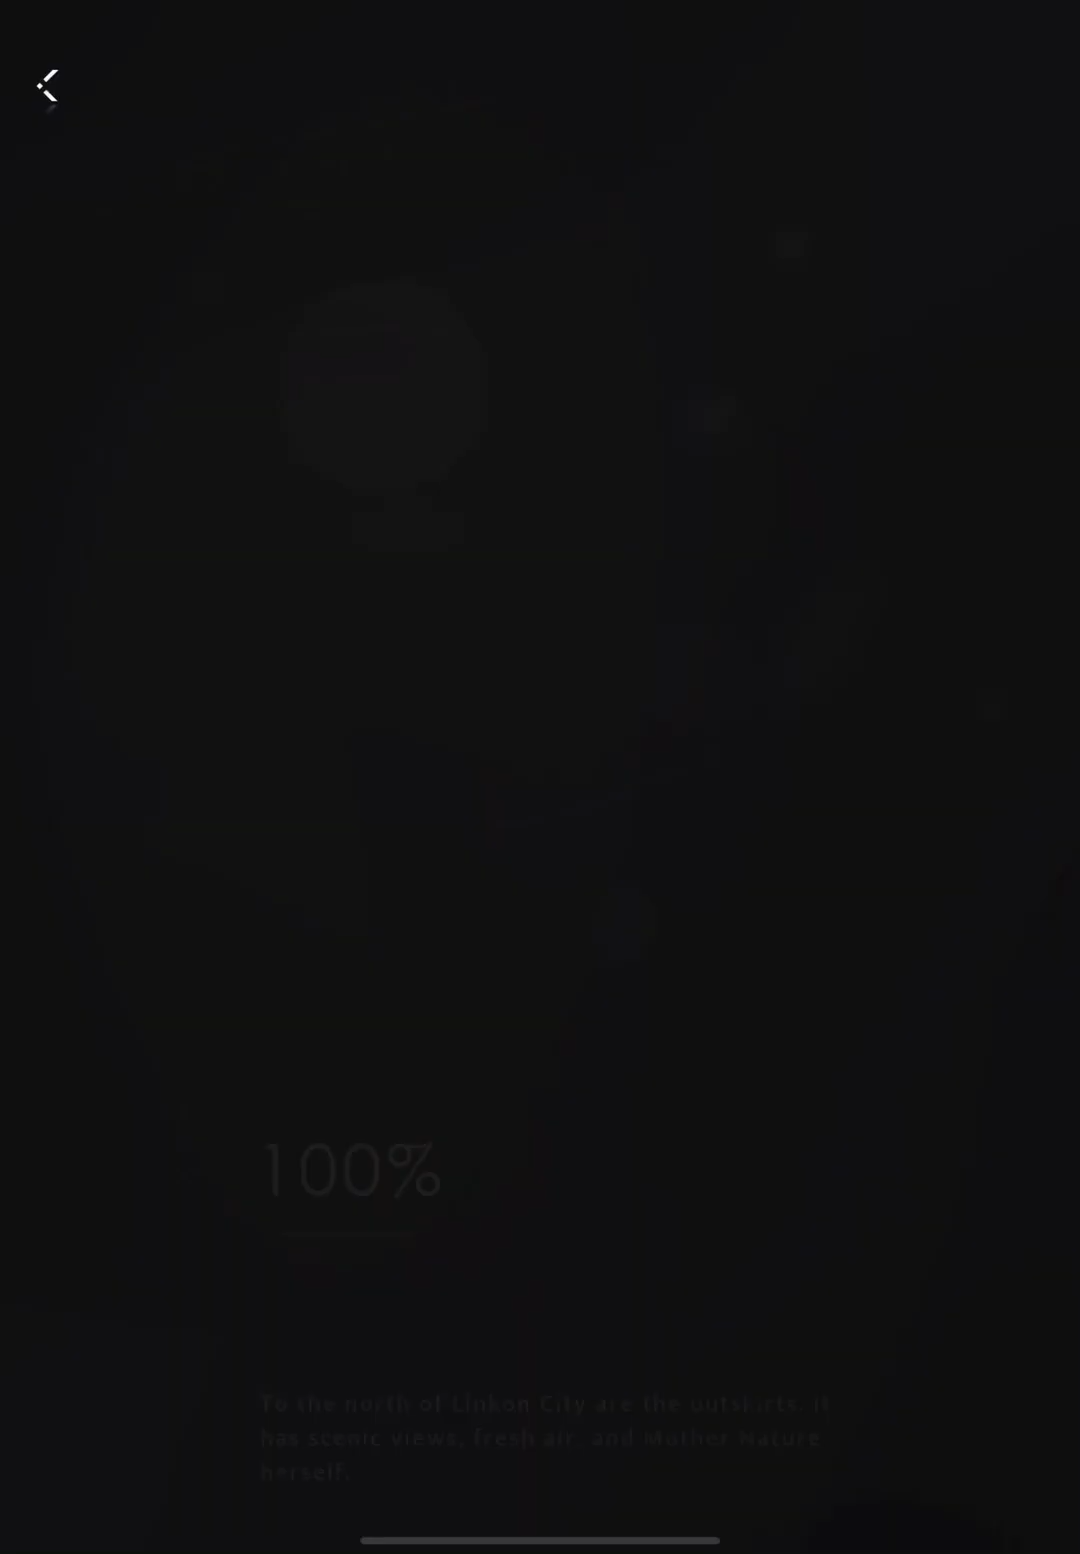 100%
To the north of Linkon City are the outskirts. It
has scenic views, fresh air, and Mother Nature
herself.